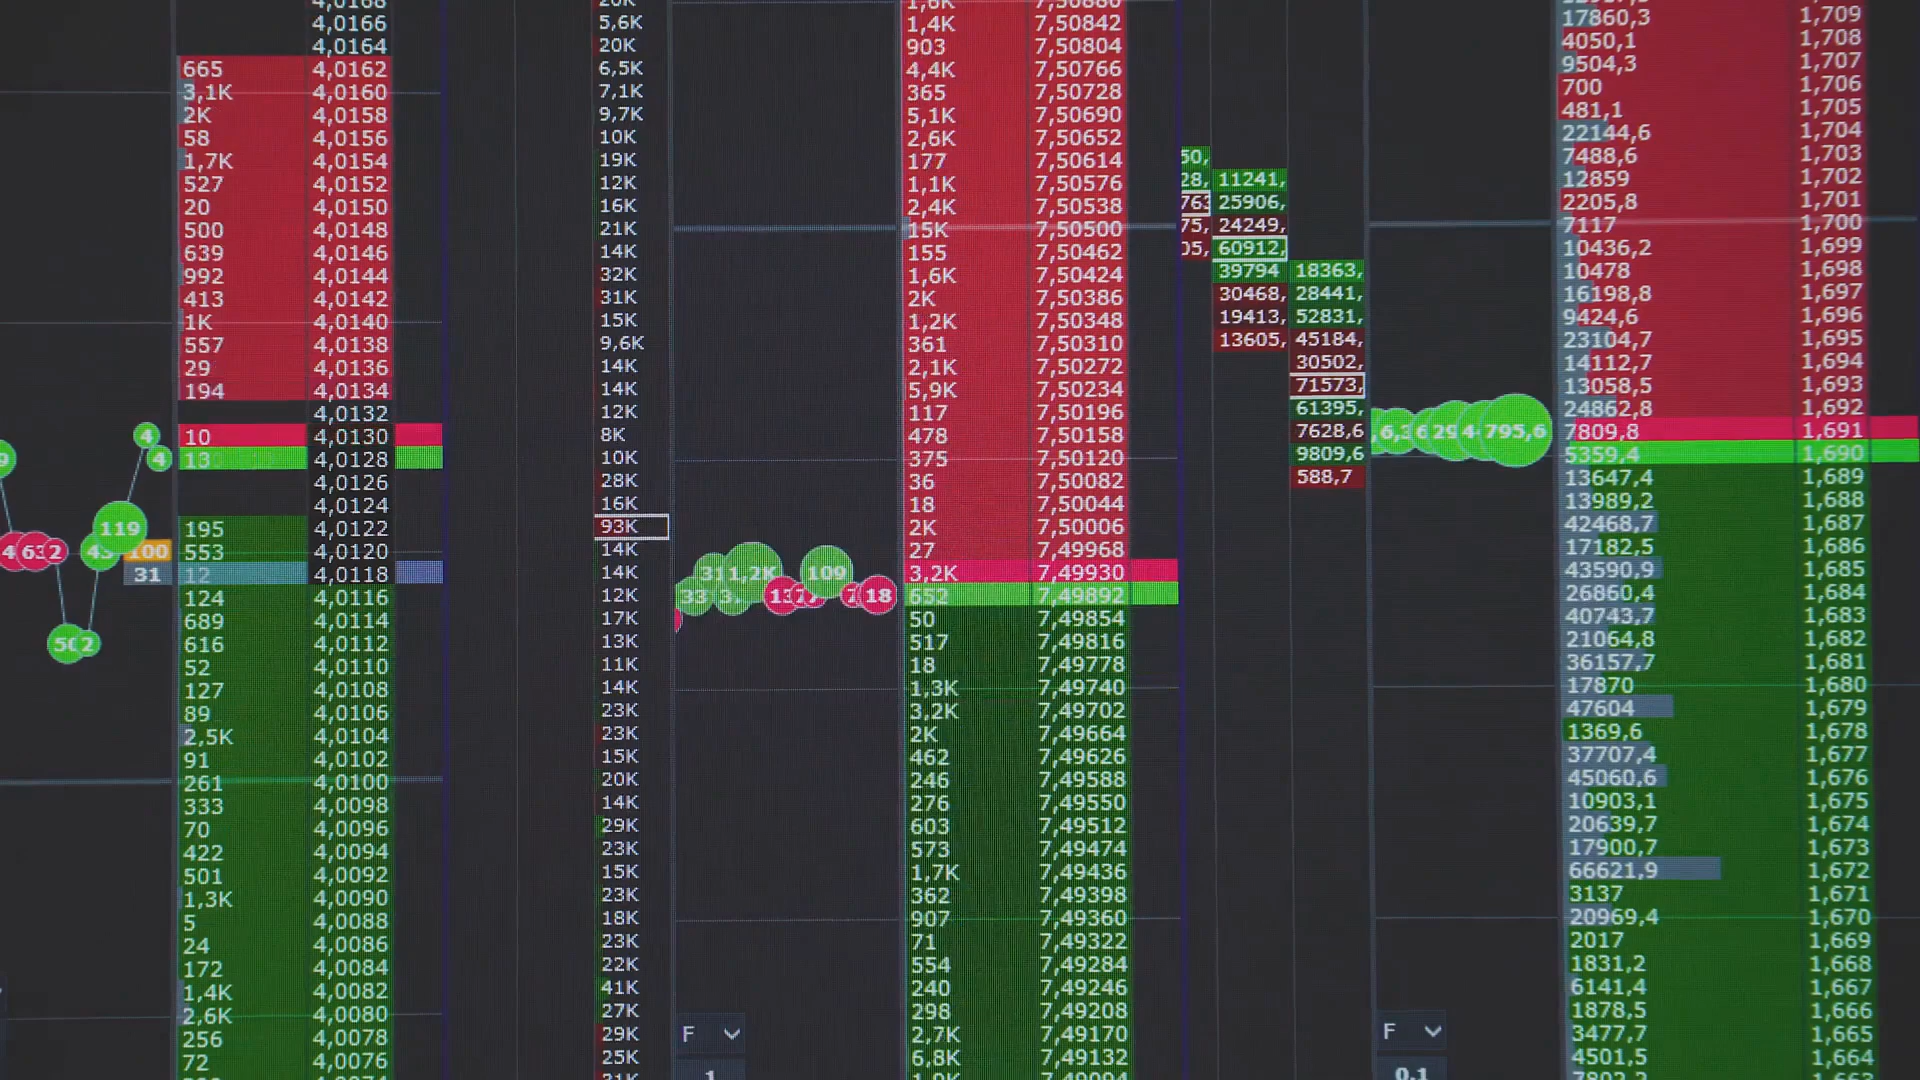 4,0166
4,0164
665 4,0162
3,1K 4,0160
2K 4,0158
58 4,0156
1,7K 4,0154
527 4,0152
20 4,0150
500 4,0148
639 4,0146
992 4,0144
413 4,0142
1K 4,0140
557 4,0138
29 4,0136
194 4,0134
4,0132
10 4,0130
13 4,0128
4,0126
4,0124
195 4,0122
553 4,0120
12 4,0118
124 4,0116
689 4,0114
616 4,0112
52 4,0110
127 4,0108
89 4,0106
2,5K 4,0104
91 4,0102
261 4,0100
333 4,0098
70 4,0096
422 4,0094
501 4,0092
1,3K 4,0090
5 4,0088
24 4,0086
172 4,0084
1,4K 4,0082
2,6K 4,0080
256 4,0078
72 4,0076
4
4
119
100
31
2
2
5,6K
20K
6,5K
7,1K
9,7K
10K
19K
12K
16K
21K
14K
32K
31K
15K
9,6K
14K
14K
12K
8K
10K
28K
16K
93K
14K
14K
12K
17K
13K
11K
14K
23K
23K
15K
20K
14K
29K
23K
15K
23K
18K
23K
22K
41K
27K
29K
25K
33
1,2K
109
18
F
1
1,4K 7,50842
903 7,50804
4,4K 7,50766
365 7,50728
5,1K 7,50690
2,6K 7,50652
177 7,50614
1,1K 7,50576
2,4K 7,50538
15K 7,50500
155 7,50462
1,6K 7,50424
2K 7,50386
1,2K 7,50348
361 7,50310
2,1K 7,50272
5,9K 7,50234
117 7,50196
478 7,50158
375 7,50120
36 7,50082
18 7,50044
2K 7,50006
27 7,49968
3,2K 7,49930
652 7,49892
50 7,49854
517 7,49816
18 7,49778
1,3K 7,49740
3,2K 7,49702
2K 7,49664
462 7,49626
246 7,49588
276 7,49550
603 7,49512
573 7,49474
1,7K 7,49436
362 7,49398
907 7,49360
71 7,49322
554 7,49284
240 7,49246
298 7,49208
2,7K 7,49170
6,8K 7,49132
50,
28, 11241,
763 25906,
75, 24249,
05, 60912,
39794 18363,
30468, 28441,
19413, 52831,
13605, 45184,
30502,
71573,
61395,
7628,6
9809,6
588,7
795,6
F
0,1
17860,3 1,709
4050,1 1,708
9504,3 1,707
700 1,706
481,1 1,705
22144,6 1,704
7488,6 1,703
12859 1,702
2205,8 1,701
7117 1,700
10436,2 1,699
10478 1,698
16198,8 1,697
9424,6 1,696
23104,7 1,695
14112,7 1,694
13058,5 1,693
24862,8 1,692
7809,8 1,691
5359,4 1,690
13647,4 1,689
13989,2 1,688
42468,7 1,687
17182,5 1,686
43590,9 1,685
26860,4 1,684
40743,7 1,683
21064,8 1,682
36157,7 1,681
17870 1,680
47604 1,679
1369,6 1,678
37707,4 1,677
45060,6 1,676
10903,1 1,675
20639,7 1,674
17900,7 1,673
66621,9 1,672
3137 1,671
20969,4 1,670
2017 1,669
1831,2 1,668
6141,4 1,667
1878,5 1,666
3477,7 1,665
4501,5 1,664